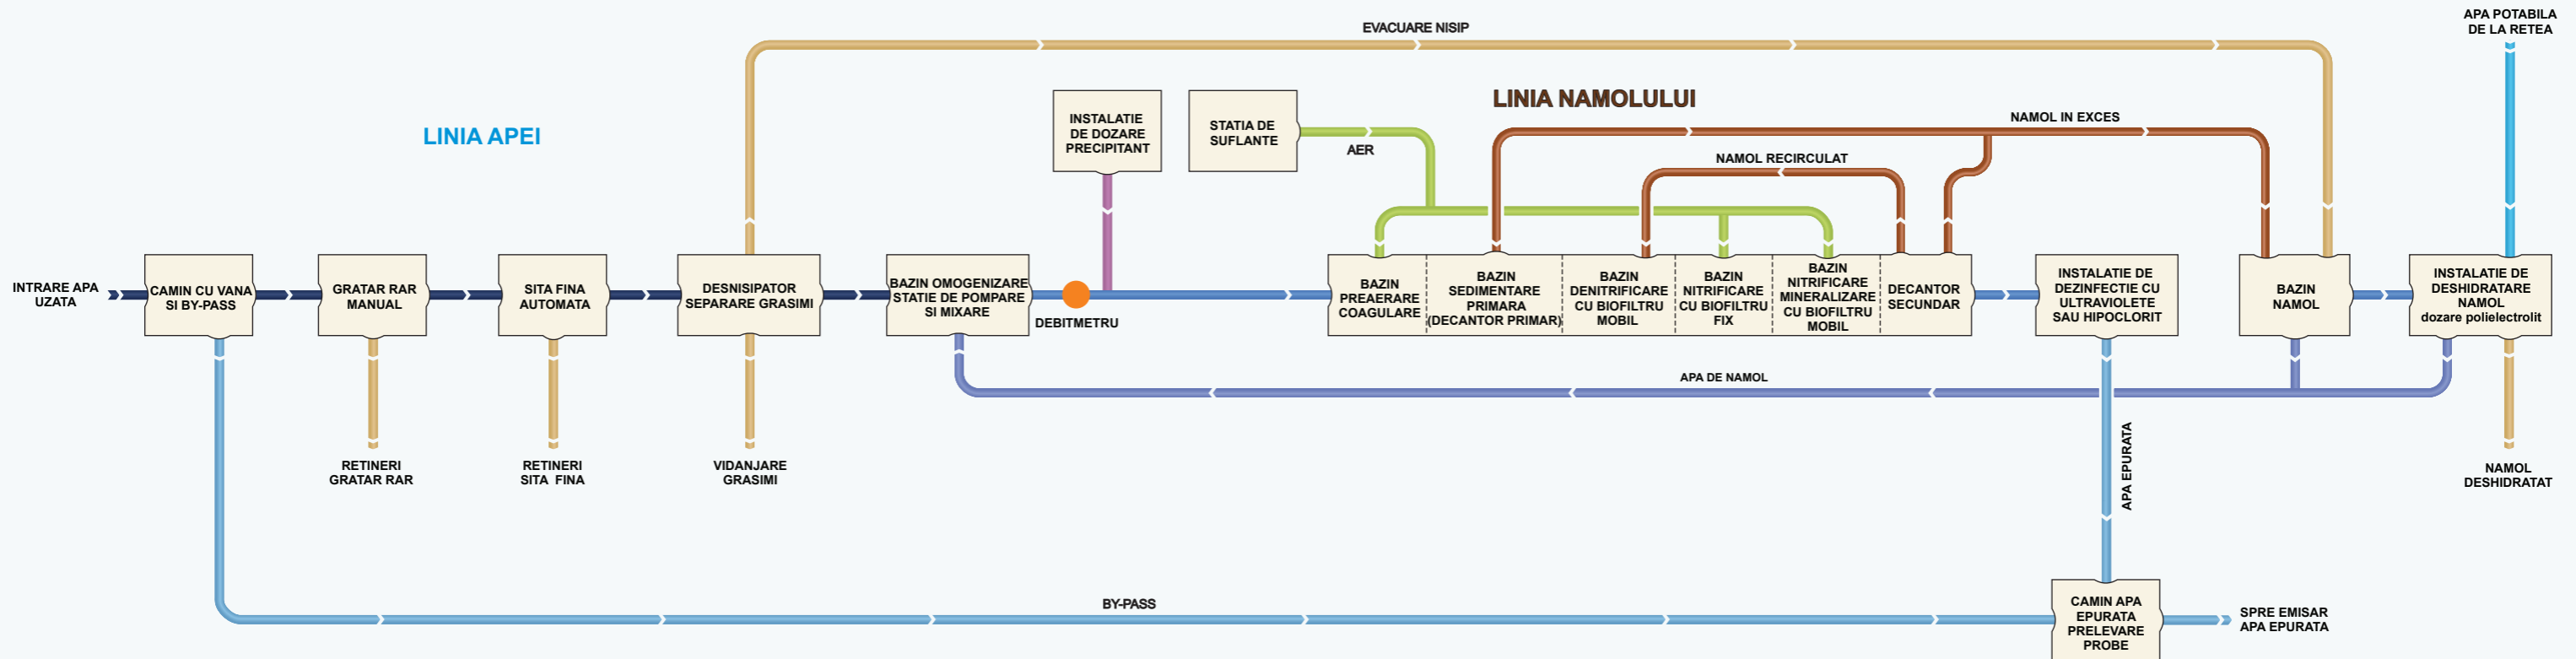 EVACUARE NISIP
APA POTABILA
DE LA RETEA
LINIA APEI
LINIA NAMOLULUI
INSTALATIE
DE DOZARE
PRECIPITANT
STATIA DE
SUFLANTE
AER
NAMOL IN EXCES
NAMOL RECIRCULAT
INTRARE APA
UZATA
CAMIN CU VANA
SI BY-PASS
GRATAR RAR
MANUAL
SITA FINA
AUTOMATA
DESNISIPATOR
SEPARARE GRASIMI
BAZIN OMOGENIZARE
STATIE DE POMPARE
SI MIXARE
DEBITMETRU
BAZIN
PREAERARE
COAGULARE
BAZIN
SEDIMENTARE
PRIMARA
(DECANTOR PRIMAR)
BAZIN
DENITRIFICARE
CU BIOFILTRU
MOBIL
BAZIN
NITRIFICARE
CU BIOFILTRU
FIX
BAZIN
NITRIFICARE
MINERALIZARE
CU BIOFILTRU
MOBIL
DECANTOR
SECUNDAR
INSTALATIE DE
DEZINFECTIE CU
ULTRAVIOLETE
SAU HIPOCLORIT
BAZIN
NAMOL
INSTALATIE DE
DESHIDRATARE
NAMOL
dozare polielectrolit
APA DE NAMOL
RETINERI
GRATAR RAR
RETINERI
SITA FINA
VIDANJARE
GRASIMI
APA EPURATA
NAMOL
DESHIDRATAT
BY-PASS
CAMIN APA
EPURATA
PRELEVARE
PROBE
SPRE EMISAR
APA EPURATA